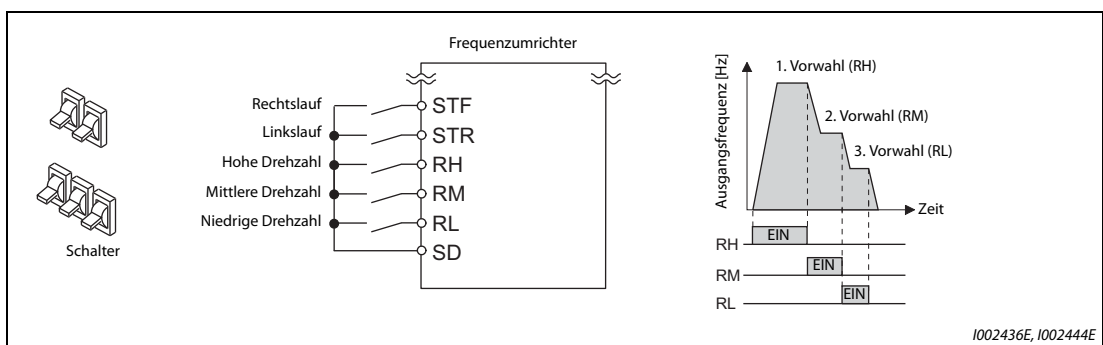 Frequenzumrichter
Rechtslauf
STF
Linkslauf
STR
Hohe Drehzahl
RH
Mittlere Drehzahl
RM
Niedrige Drehzahl
RL
SD
Schalter
Ausgangsfrequenz [Hz]
1. Vorwahl (RH)
2. Vorwahl (RM)
3. Vorwahl (RL)
Zeit
RH
EIN
RM
EIN
RL
EIN
I002436E, I002444E